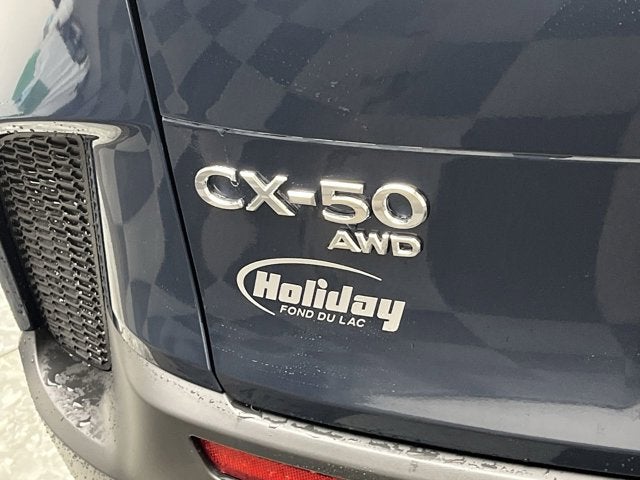 CX-50
AWD
Holiday
FOND DU LAC